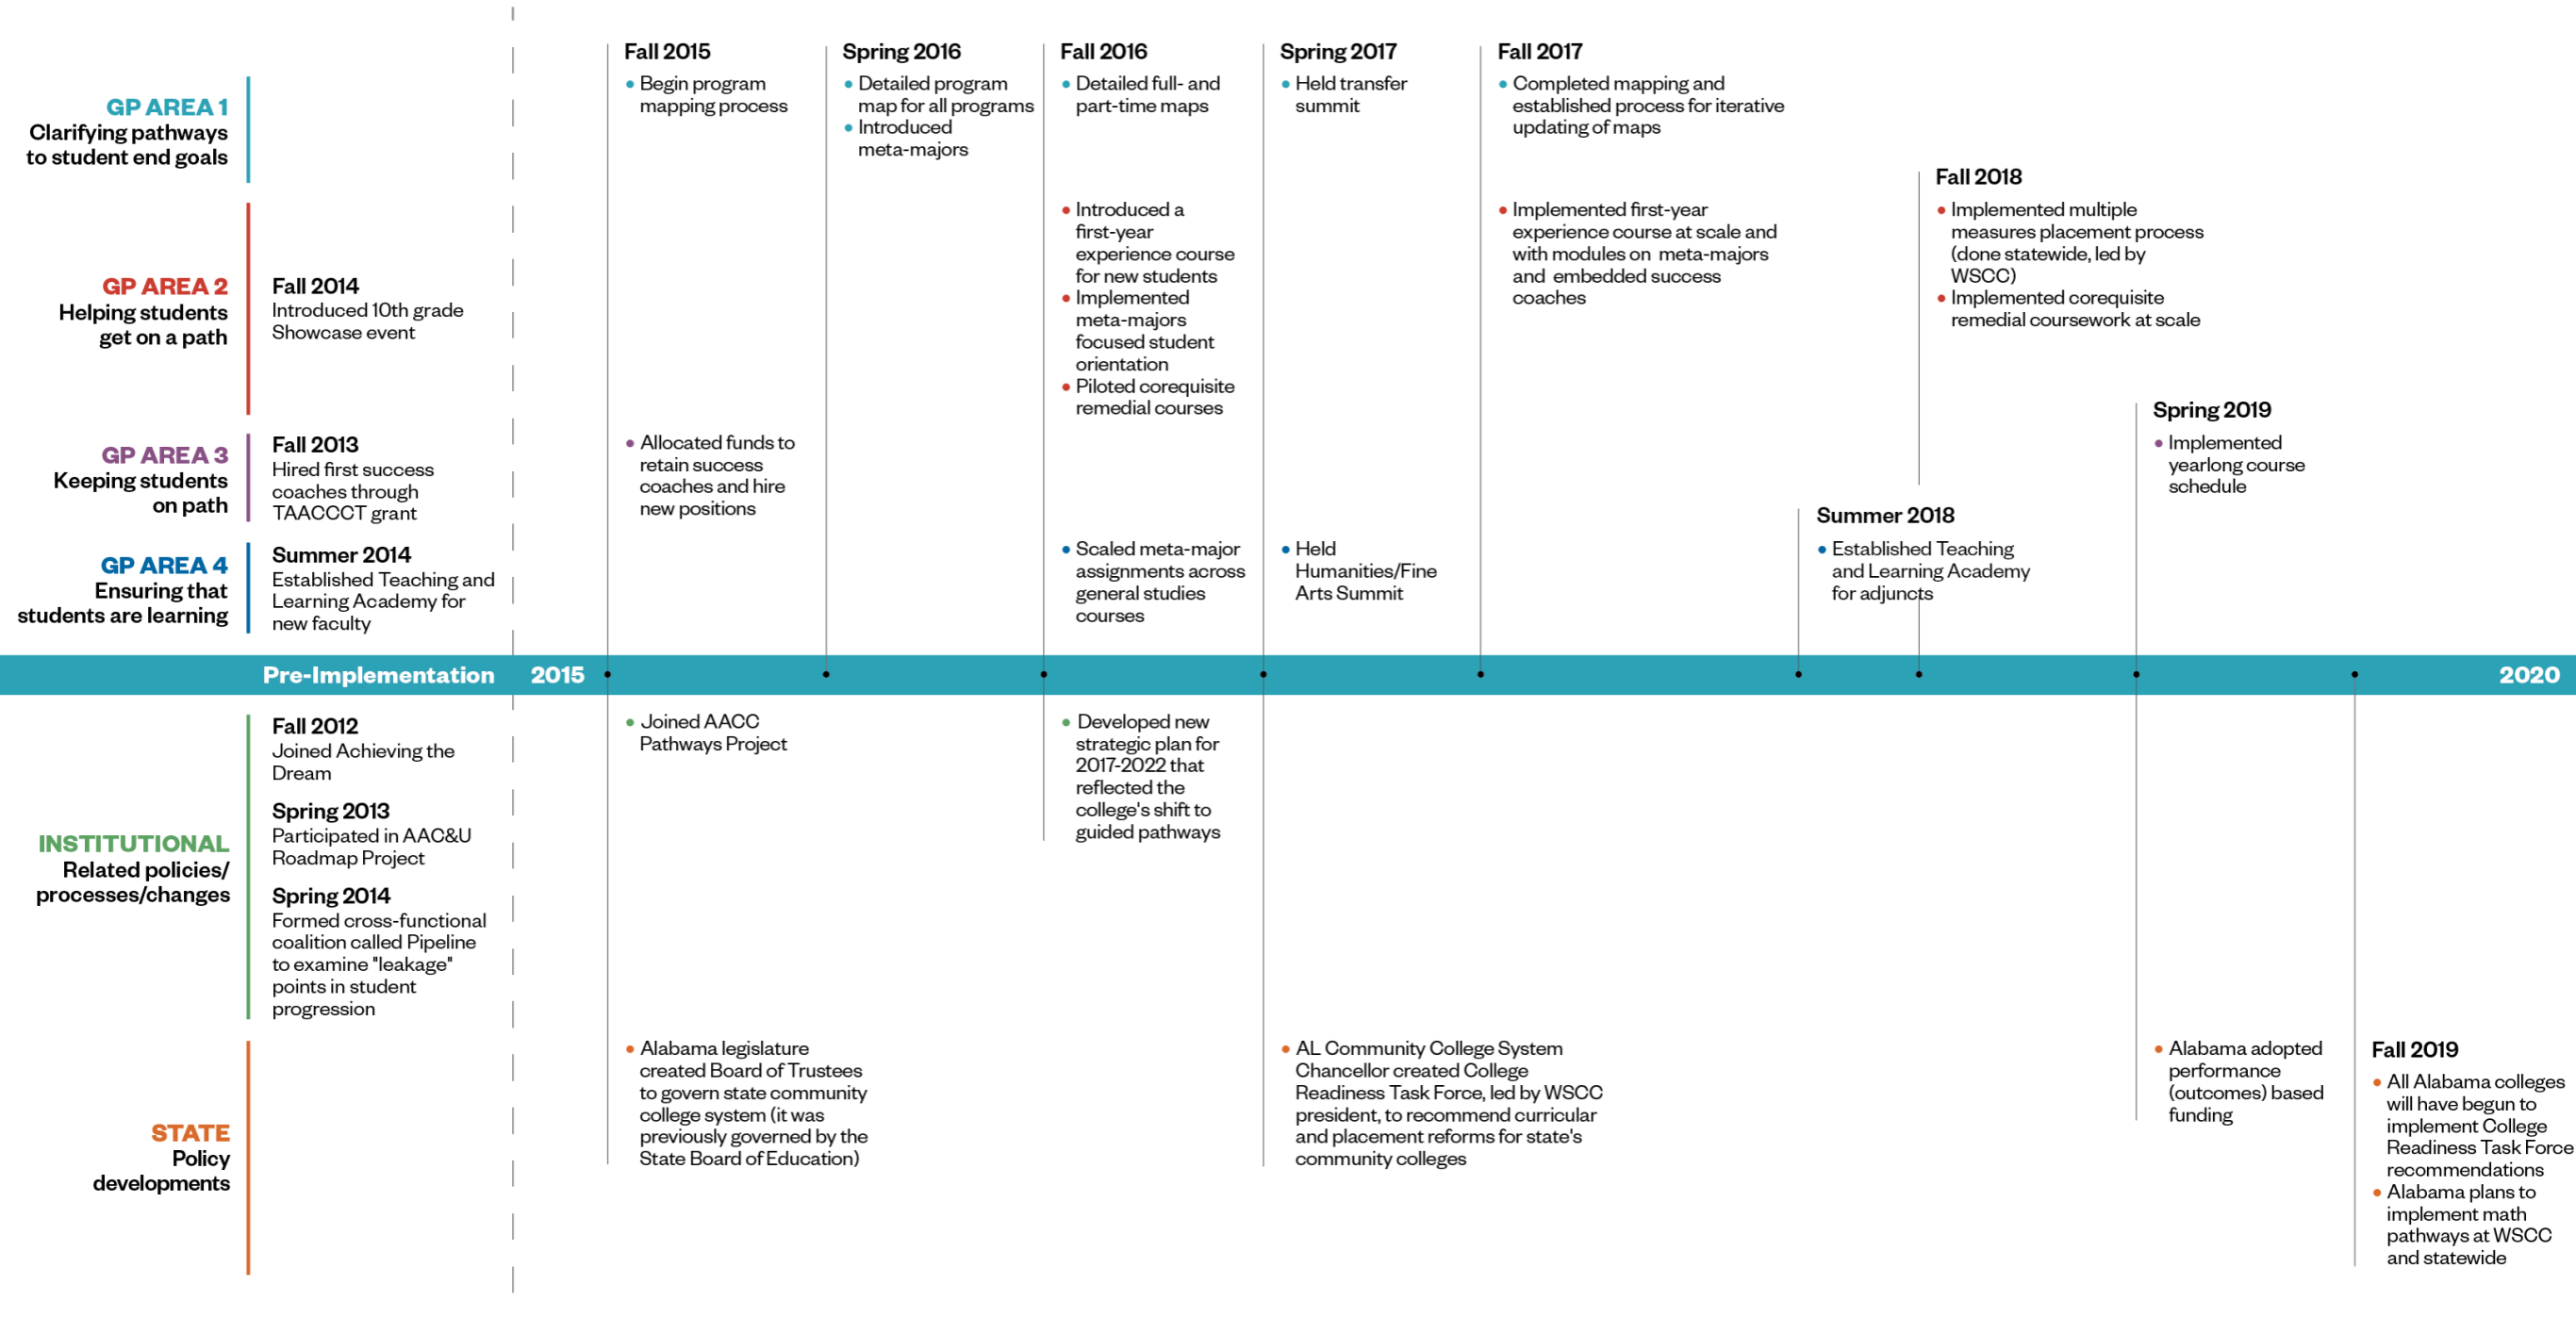 Fall 2015
• Begin program
mapping process
Spring 2016
• Detailed program
map for all programs
• Introduced
meta-majors
Fall 2016
• Detailed full- and
part-time maps
Spring 2017
• Held transfer
summit
Fall 2017
• Completed mapping and
established process for iterative
updating of maps
GP AREA 1
Clarifying pathways
to student end goals
Fall 2018
GP AREA 2
Helping students
get on a path
Fall 2014
Introduced 10th grade
Showcase event
• Introduced a
first-year
experience course
for new students
• Implemented
meta-majors
focused student
orientation
• Piloted corequisite
remedial courses
• Implemented first-year
experience course at scale and
with modules on meta-majors
and embedded success
coaches
• Implemented multiple
measures placement process
(done statewide, led by
WSCC)
• Implemented corequisite
remedial coursework at scale
GP AREA 3
Keeping students
on path
Fall 2013
Hired first success
coaches through
TAACCCT grant
• Allocated funds to
retain success
coaches and hire
new positions
Spring 2019
• Implemented
yearlong course
schedule
GP AREA 4
Ensuring that
students are learning
Summer 2014
Established Teaching and
Learning Academy for
new faculty
• Scaled meta-major
assignments across
general studies
courses
• Held
Humanities/Fine
Arts Summit
Summer 2018
• Established Teaching
and Learning Academy
for adjuncts
Pre-Implementation
2015
2020
INSTITUTIONAL
Related policies/
processes/changes
Fall 2012
Joined Achieving the
Dream
Spring 2013
Participated in AAC&U
Roadmap Project
Spring 2014
Formed cross-functional
coalition called Pipeline
to examine "leakage"
points in student
progression
• Joined AACC
Pathways Project
• Developed new
strategic plan for
2017-2022 that
reflected the
college's shift to
guided pathways
STATE
Policy
developments
• Alabama legislature
created Board of Trustees
to govern state community
college system (it was
previously governed by the
State Board of Education)
• AL Community College System
Chancellor created College
Readiness Task Force, led by WSCC
president, to recommend curricular
and placement reforms for state's
community colleges
• Alabama adopted
performance
(outcomes) based
funding
Fall 2019
• All Alabama colleges
will have begun to
implement College
Readiness Task Force
recommendations
• Alabama plans to
implement math
pathways at WSCC
and statewide